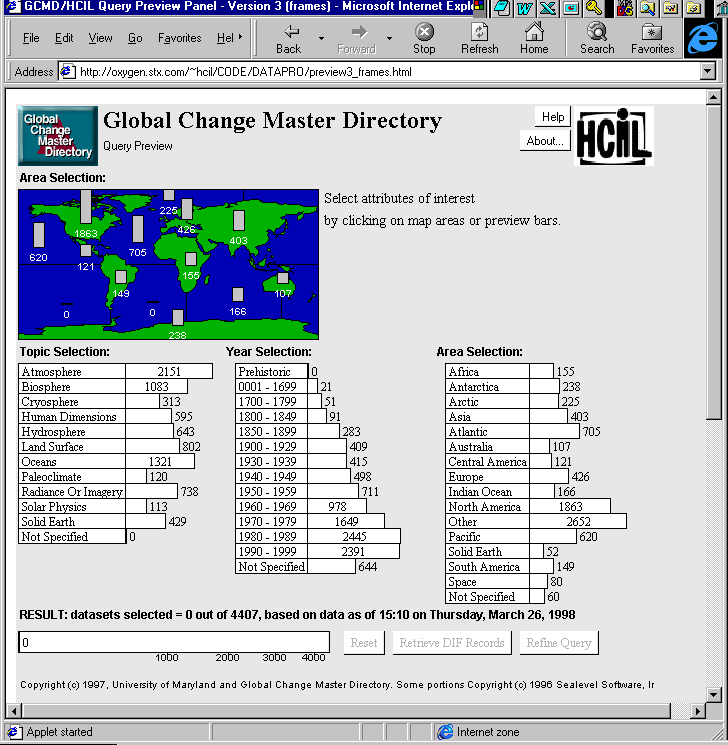 GCMD/HCIL Query Preview Panel - Version 3 (frames) - Microsoft Internet Explo
File Edit View Go Favorites Hel
Back Forward Stop Refresh Home Search Favorites
Address http://oxygen.stx.com/~hcil/CODE/DATAPRO/preview3_frames.html
Global Change Master Directory
Global Change Master Directory
Query Preview
Help
About...
HCIL
Area Selection:
Select attributes of interest
by clicking on map areas or preview bars.
225
1863 426
403
620 121 705
155
149 107
0 0 166
238
Topic Selection:
Atmosphere 2151
Biosphere 1083
Cryosphere 313
Human Dimensions 595
Hydrosphere 643
Land Surface 802
Oceans 1321
Paleoclimate 120
Radiance Or Imagery 738
Solar Physics 113
Solid Earth 429
Not Specified 0
Year Selection:
Prehistoric 0
0001 - 1699 21
1700 - 1799 51
1800 - 1849 91
1850 - 1899 283
1900 - 1929 409
1930 - 1939 415
1940 - 1949 498
1950 - 1959 711
1960 - 1969 978
1970 - 1979 1649
1980 - 1989 2445
1990 - 1999 2391
Not Specified 644
Area Selection:
Africa 155
Antarctica 238
Arctic 225
Asia 403
Atlantic 705
Australia 107
Central America 121
Europe 426
Indian Ocean 166
North America 1863
Other 2652
Pacific 620
Solid Earth 52
South America 149
Space 80
Not Specified 60
RESULT: datasets selected = 0 out of 4407, based on data as of 15:10 on Thursday, March 26, 1998
0
Reset Retrieve DIF Records Refine Query
1000 2000 3000 4000
Copyright (c) 1997, University of Maryland and Global Change Master Directory. Some portions Copyright (c) 1996 Sealevel Software, Ir
Applet started Internet zone